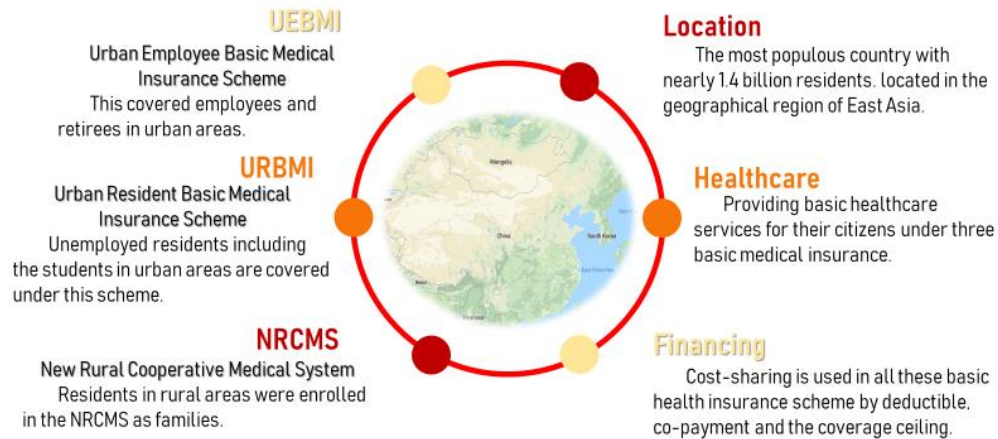 UEBMI
Urban Employee Basic Medical
Insurance Scheme
This covered employees and
retirees in urban areas.
URBMI
Urban Resident Basic Medical
Insurance Scheme
Unemployed residents including
the students in urban areas are covered
under this scheme.
NRCMS
New Rural Cooperative Medical System
Residents in rural areas were enrolled
in the NRCMS as families.
Mongolia
China
South Korea
East China Sea
Location
The most populous country with
nearly 1.4 billion residents. located in the
geographical region of East Asia.
Healthcare
Providing basic healthcare
services for their citizens under three
basic medical insurance.
Financing
Cost-sharing is used in all these basic
health insurance scheme by deductible,
co-payment and the coverage ceiling.